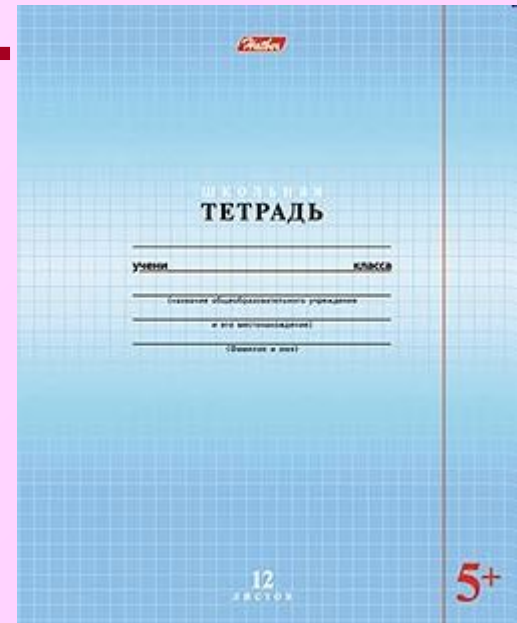 Hatber
ШКОЛЬНАЯ
ТЕТРАДЬ
учени класса
(название общеобразовательного учреждения
и его местонахождение)
(Фамилия и имя)
12
ЛИСТОВ
5+